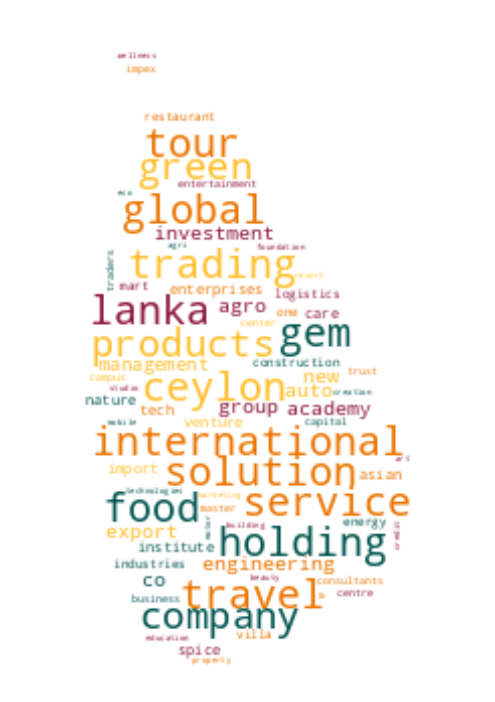 wellness
impex
restaurant
tour
green
entertainment
eco
global
investment
agri foundation
trading
traders
resort
mart enterprises logistics
lanka agro one care
center
products gem
management construction
campus new trust
studio ceylon auto creation
nature tech group academy
mobile venture capital
international
art
import solution asian
technologies marketing
food master service
motor building energy
export credit
institute holding
industries engineering
co beauty consultants
business travel centre
company
education villa
spice
property